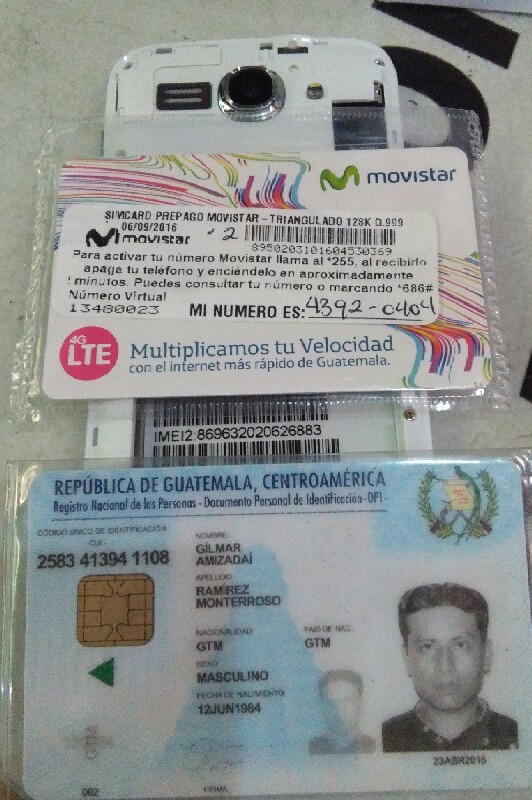 movistar
SIMCARD PREPAGO MOVISTAR - TRIANGULADO 128K 0.999
06/09/2016
movistar - 2
8950203101604530369
Para activar tu número Movistar llama al *255, al recibirlo
apaga tu teléfono y enciéndelo en aproximadamente
minutos. Puedes consultar tu número o marcando *686#
Número Virtual
13480023
MI NUMERO ES: 4392-0404
4G
LTE
Multiplicamos tu Velocidad
con el internet más rápido de Guatemala.
IMEI2:869632020626883
REPÚBLICA DE GUATEMALA, CENTROAMÉRICA
Registro Nacional de las Personas - Documento Personal de Identificación -DPI-
CÓDIGO ÚNICO DE IDENTIFICACIÓN
-CUI-
2583 41394 1108
NOMBRE:
GÍLMAR
AMIZADAÍ
APELLIDO:
RAMÍREZ
MONTERROSO
NACIONALIDAD:
GTM
PAÍS DE NAC.:
GTM
SEXO:
MASCULINO
FECHA DE NACIMIENTO:
12JUN1984
23ABR2015
002
FIRMA